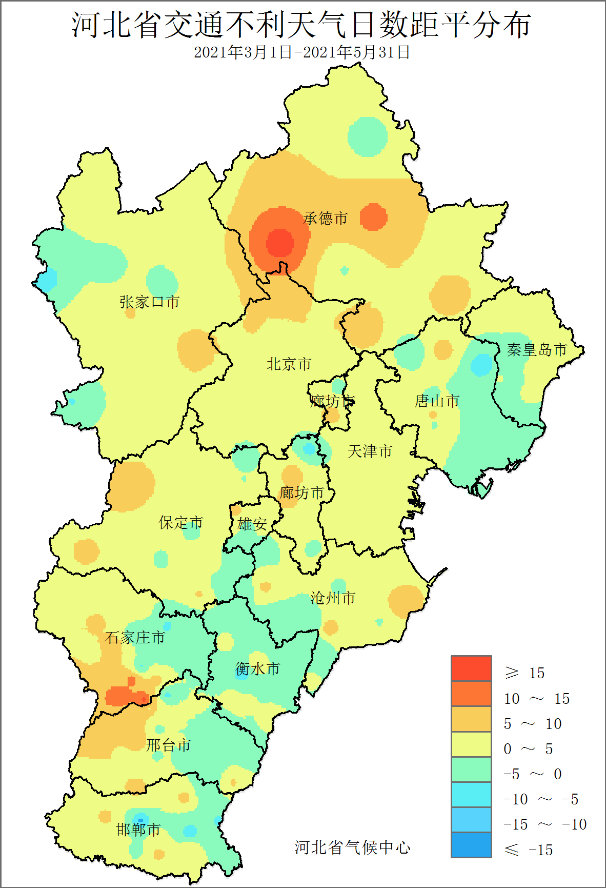 河北省交通不利天气日数距平分布
2021年3月1日-2021年5月31日
承德市
张家口市
秦皇岛市
北京市
廊坊市
唐山市
天津市
廊坊市
保定市
雄安
沧州市
石家庄市
衡水市
邢台市
邯郸市
≥ 15
10 ～ 15
5 ～ 10
0 ～ 5
-5 ～ 0
10 ～ 5
-15 ～ -10
≤ -15
河北省气候中心